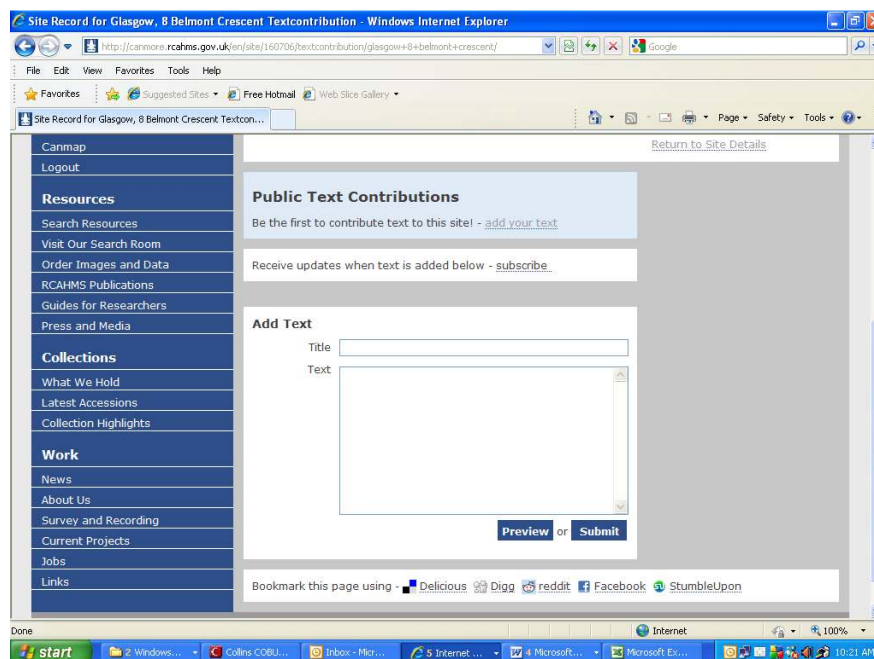 Site Record for Glasgow, 8 Belmont Crescent Textcontribution - Windows Internet Explorer
http://canmore.rcahms.gov.uk/en/site/160706/textcontribution/glasgow+8+belmont+crescent/
Google
File Edit View Favorites Tools Help
Favorites Suggested Sites Free Hotmail Web Slice Gallery
Site Record for Glasgow, 8 Belmont Crescent Textcon...
Page Safety Tools
Canmap
Return to Site Details
Logout
Resources
Search Resources
Visit Our Search Room
Order Images and Data
RCAHMS Publications
Guides for Researchers
Press and Media
Collections
What We Hold
Latest Accessions
Collection Highlights
Work
News
About Us
Survey and Recording
Current Projects
Jobs
Links
Public Text Contributions
Be the first to contribute text to this site! - add your text
Receive updates when text is added below - subscribe
Add Text
Title
Text
Preview or Submit
Bookmark this page using - Delicious Digg reddit Facebook StumbleUpon
Done Internet 100%
start 2 Windows... Collins COBU... Inbox - Micr... 5 Internet ... 4 Microsoft... Microsoft Ex... 10:21 AM